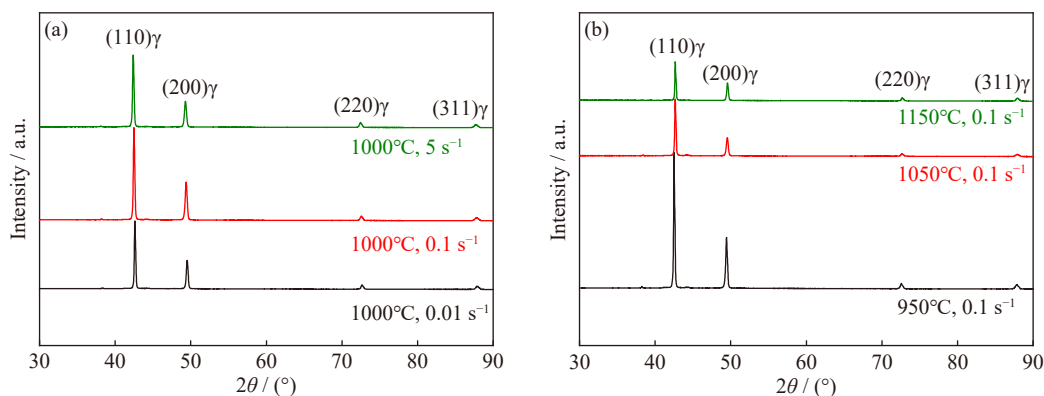 (a)
(110)γ
(200)γ
(220)γ
(311)γ
1000°C, 5 s⁻¹
1000°C, 0.1 s⁻¹
1000°C, 0.01 s⁻¹
Intensity / a.u.
30 40 50 60 70 80 90
2θ / (°)
(b)
(110)γ
(200)γ
(220)γ
(311)γ
1150°C, 0.1 s⁻¹
1050°C, 0.1 s⁻¹
950°C, 0.1 s⁻¹
Intensity / a.u.
30 40 50 60 70 80 90
2θ / (°)